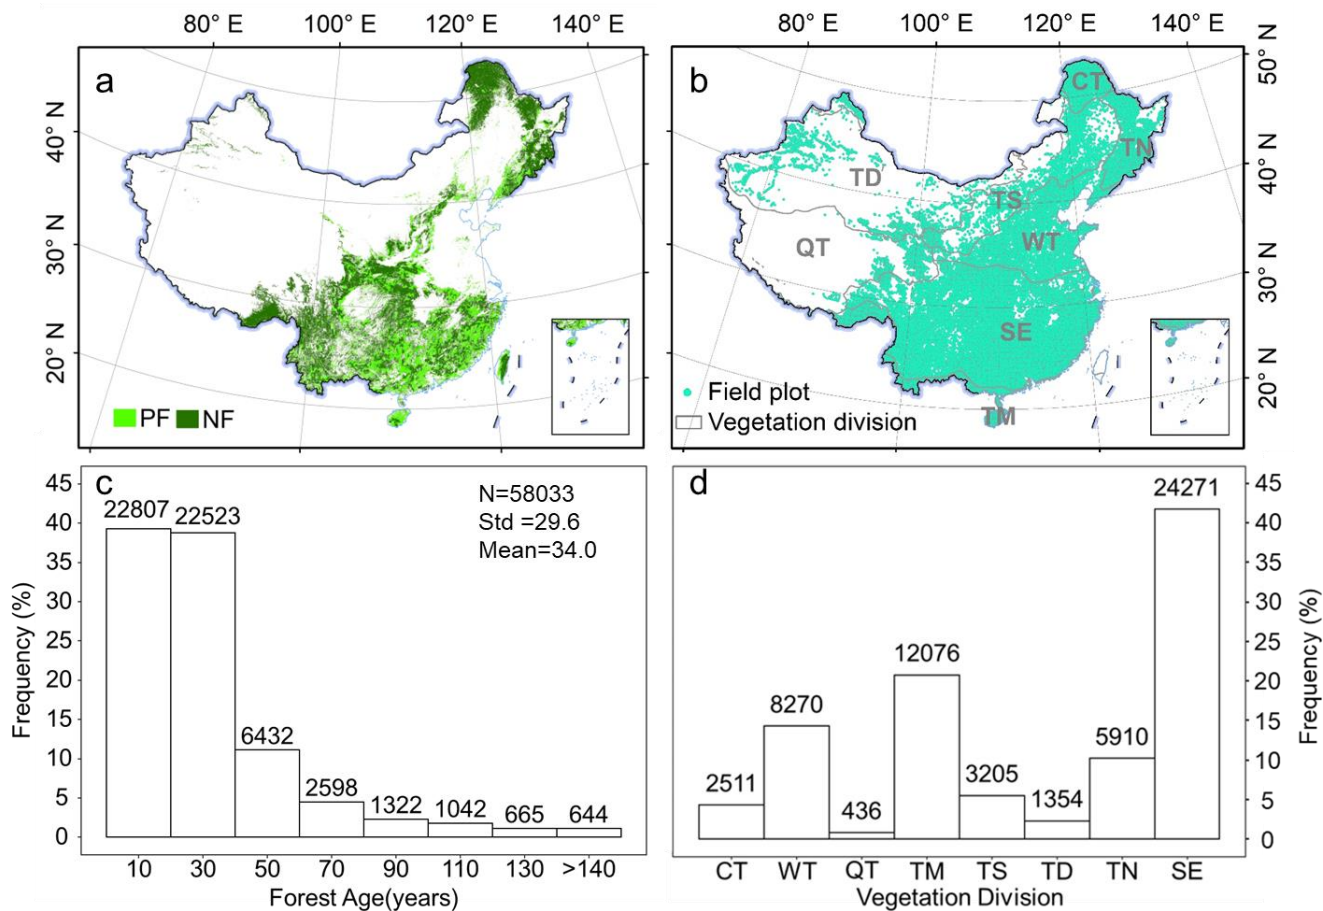 80° E 100° E 120° E 140° E
80° E 100° E 120° E 140° E
a
40° N
30° N
20° N
PF NF
b
CT
TN
TD
TS
QT
WT
SE
TM
Field plot
Vegetation division
50° N
40° N
30° N
20° N
c
N=58033
Std =29.6
Mean=34.0
22807 22523
6432
2598
1322
1042
665
644
45
40
35
30
25
20
15
10
5
0
Frequency (%)
10 30 50 70 90 110 130 >140
Forest Age(years)
d
24271
12076
8270
5910
2511
436
3205
1354
45
40
35
30
25
20
15
10
5
0
Frequency (%)
CT WT QT TM TS TD TN SE
Vegetation Division